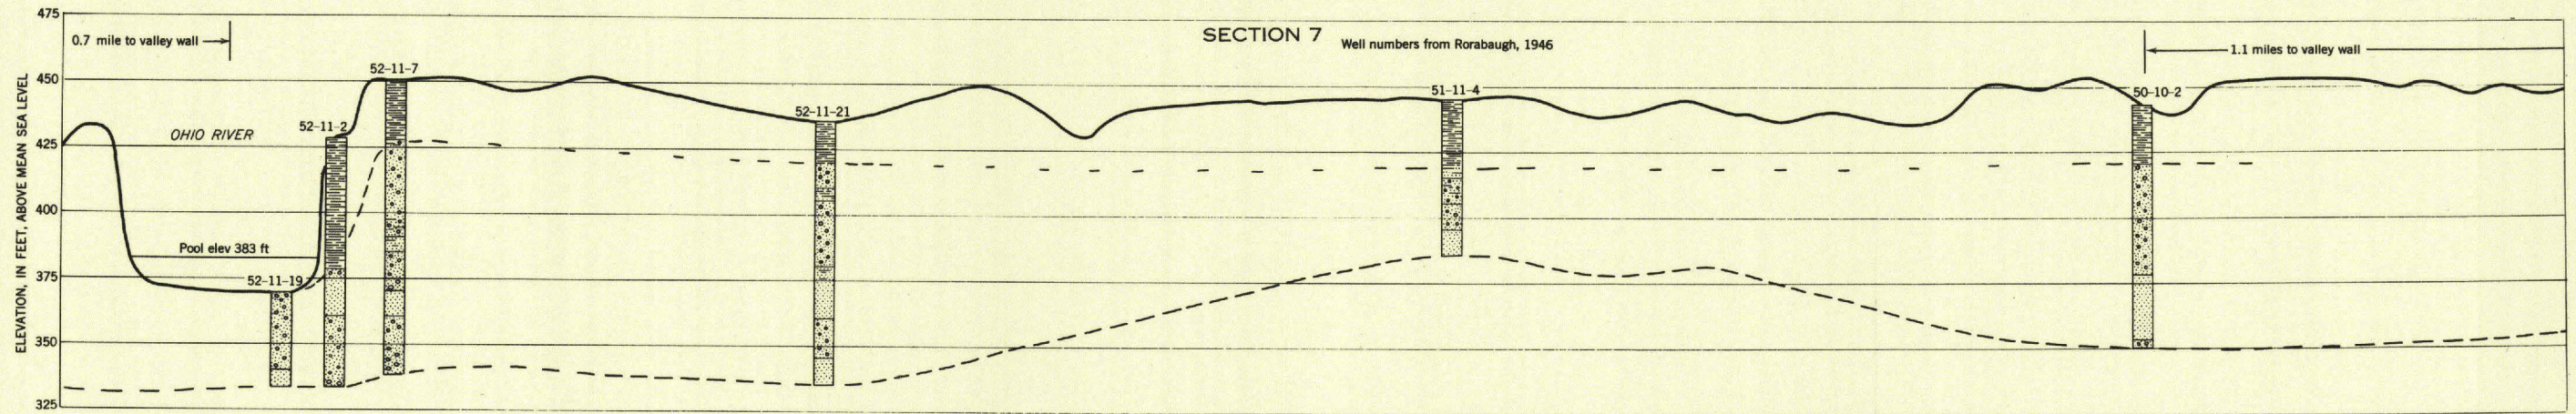 SECTION 7
Well numbers from Rorabaugh, 1946
0.7 mile to valley wall
1.1 miles to valley wall
ELEVATION, IN FEET, ABOVE MEAN SEA LEVEL
475
450
425
400
375
350
325
OHIO RIVER
Pool elev 383 ft
52-11-19
52-11-2
52-11-7
52-11-21
51-11-4
50-10-2